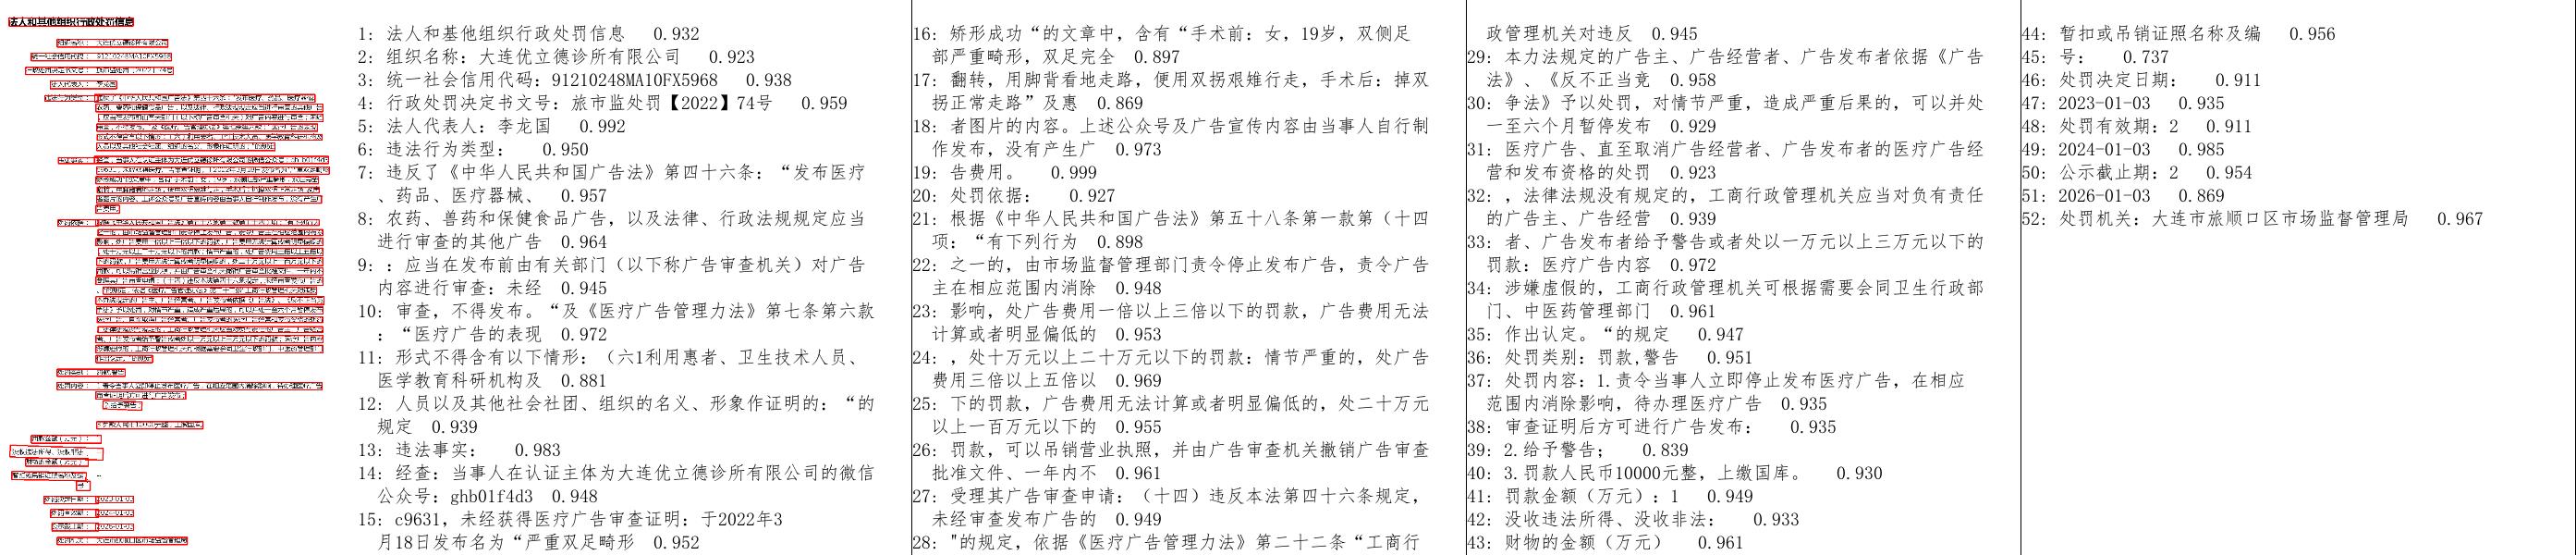 1: 法人和基他组织行政处罚信息 0.932
2: 组织名称: 大连优立德诊所有限公司 0.923
3: 统一社会信用代码: 91210248MA10FX5968 0.938
4: 行政处罚决定书文号: 旅市监处罚【2022】74号 0.959
5: 法人代表人: 李龙国 0.992
6: 违法行为类型: 0.950
7: 违反了《中华人民共和国广告法》第四十六条: “发布医疗
、药品、医疗器械、 0.957
8: 农药、兽药和保健食品广告, 以及法律、行政法规规定应当
进行审查的其他广告 0.964
9: : 应当在发布前由有关部门（以下称广告审查机关）对广告
内容进行审查: 未经 0.945
10: 审查, 不得发布。“及《医疗广告管理力法》第七条第六款
: “医疗广告的表现 0.972
11: 形式不得含有以下情形: （六1利用惠者、卫生技术人员、
医学教育科研机构及 0.881
12: 人员以及其他社会社团、组织的名义、形象作证明的: “的
规定 0.939
13: 违法事实: 0.983
14: 经查: 当事人在认证主体为大连优立德诊所有限公司的微信
公众号: ghb01f4d3 0.948
15: c9631, 未经获得医疗广告审查证明: 于2022年3
月18日发布名为“严重双足畸形 0.952
16: 矫形成功“的文章中, 含有“手术前: 女, 19岁, 双侧足
部严重畸形, 双足完全 0.897
17: 翻转, 用脚背看地走路, 便用双拐艰难行走, 手术后: 掉双
拐正常走路”及惠 0.869
18: 者图片的内容。上述公众号及广告宣传内容由当事人自行制
作发布, 没有产生广 0.973
19: 告费用。 0.999
20: 处罚依据: 0.927
21: 根据《中华人民共和国广告法》第五十八条第一款第（十四
项: “有下列行为 0.898
22: 之一的, 由市场监督管理部门责令停止发布广告, 责令广告
主在相应范围内消除 0.948
23: 影响, 处广告费用一倍以上三倍以下的罚款, 广告费用无法
计算或者明显偏低的 0.953
24: , 处十万元以上二十万元以下的罚款: 情节严重的, 处广告
费用三倍以上五倍以 0.969
25: 下的罚款, 广告费用无法计算或者明显偏低的, 处二十万元
以上一百万元以下的 0.955
26: 罚款, 可以吊销营业执照, 并由广告审查机关撤销广告审查
批准文件、一年内不 0.961
27: 受理其广告审查申请: （十四）违反本法第四十六条规定,
未经审查发布广告的 0.949
28: "的规定, 依据《医疗广告管理力法》第二十二条“工商行
政管理机关对违反 0.945
29: 本力法规定的广告主、广告经营者、广告发布者依据《广告
法》、《反不正当竞 0.958
30: 争法》予以处罚, 对情节严重, 造成严重后果的, 可以并处
一至六个月暂停发布 0.929
31: 医疗广告、直至取消广告经营者、广告发布者的医疗广告经
营和发布资格的处罚 0.923
32: , 法律法规没有规定的, 工商行政管理机关应当对负有责任
的广告主、广告经营 0.939
33: 者、广告发布者给予警告或者处以一万元以上三万元以下的
罚款: 医疗广告内容 0.972
34: 涉嫌虚假的, 工商行政管理机关可根据需要会同卫生行政部
门、中医药管理部门 0.961
35: 作出认定。“的规定 0.947
36: 处罚类别: 罚款,警告 0.951
37: 处罚内容: 1.责令当事人立即停止发布医疗广告, 在相应
范围内消除影响, 待办理医疗广告 0.935
38: 审查证明后方可进行广告发布: 0.935
39: 2.给予警告; 0.839
40: 3.罚款人民币10000元整, 上缴国库。 0.930
41: 罚款金额（万元）: 1 0.949
42: 没收违法所得、没收非法: 0.933
43: 财物的金额（万元） 0.961
44: 暂扣或吊销证照名称及编 0.956
45: 号: 0.737
46: 处罚决定日期: 0.911
47: 2023-01-03 0.935
48: 处罚有效期: 2 0.911
49: 2024-01-03 0.985
50: 公示截止期: 2 0.954
51: 2026-01-03 0.869
52: 处罚机关: 大连市旅顺口区市场监督管理局 0.967